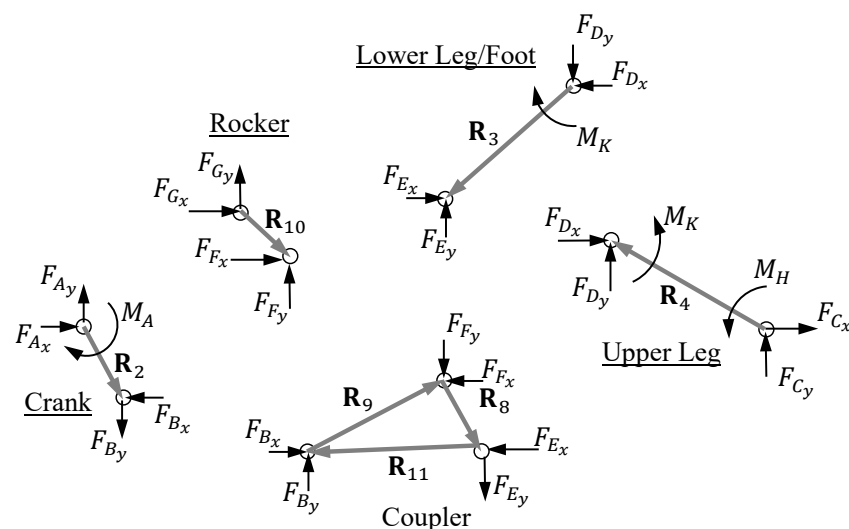 Lower Leg/Foot
F_{D_y}
F_{D_x}
M_K
R_3
F_{E_x}
F_{E_y}
Rocker
F_{G_y}
F_{G_x}
R_{10}
F_{F_x}
F_{F_y}
F_{D_x}
M_K
F_{D_y}
R_4
M_H
F_{C_x}
F_{C_y}
Upper Leg
F_{A_y}
M_A
F_{A_x}
R_2
Crank
F_{B_x}
F_{B_y}
F_{F_y}
F_{F_x}
R_9
R_8
F_{B_x}
F_{E_x}
R_{11}
F_{B_y}
F_{E_y}
Coupler